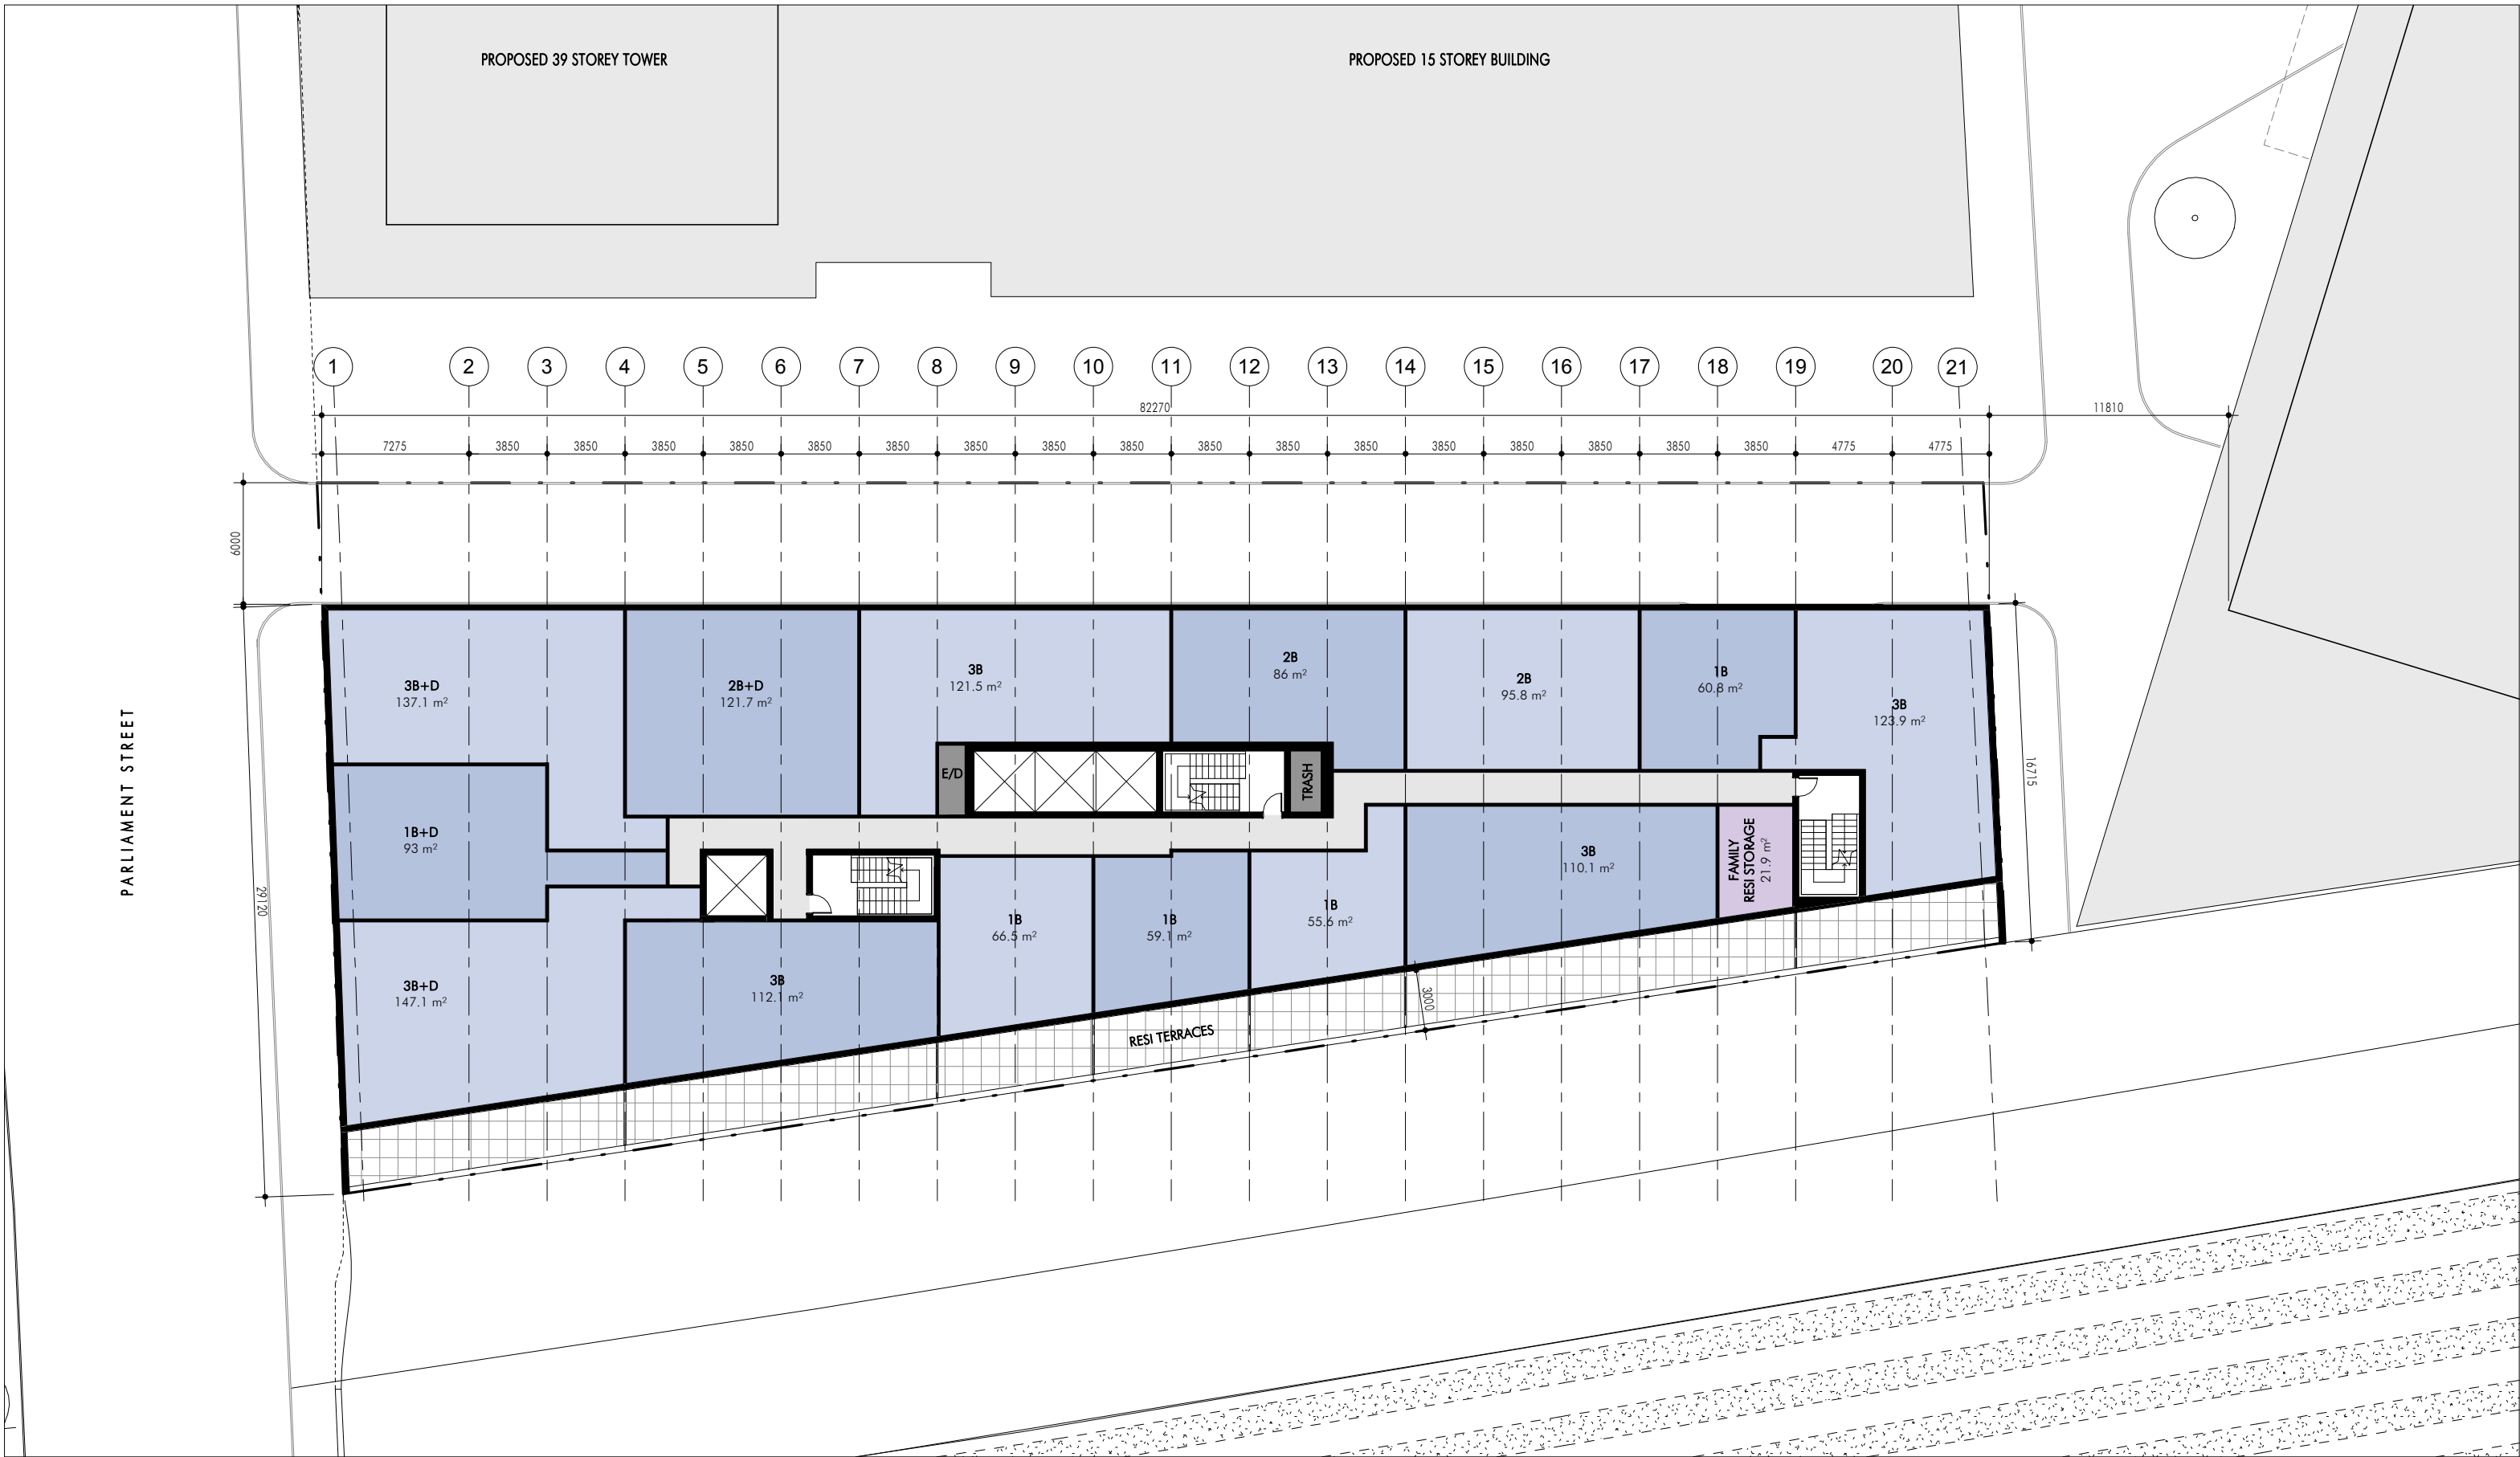 PROPOSED 39 STOREY TOWER
PROPOSED 15 STOREY BUILDING
1 2 3 4 5 6 7 8 9 10 11 12 13 14 15 16 17 18 19 20 21
82270
11810
7275 3850 3850 3850 3850 3850 3850 3850 3850 3850 3850 3850 3850 3850 3850 3850 3850 3850 4775 4775
6000
PARLIAMENT STREET
29120
16715
3B+D
137.1 m²
2B+D
121.7 m²
3B
121.5 m²
2B
86 m²
2B
95.8 m²
1B
60.8 m²
3B
123.9 m²
E/D
TRASH
1B+D
93 m²
3B+D
147.1 m²
3B
112.1 m²
1B
66.5 m²
1B
59.1 m²
1B
55.6 m²
3B
110.1 m²
FAMILY
RESI STORAGE
21.9 m²
3000
RESI TERRACES